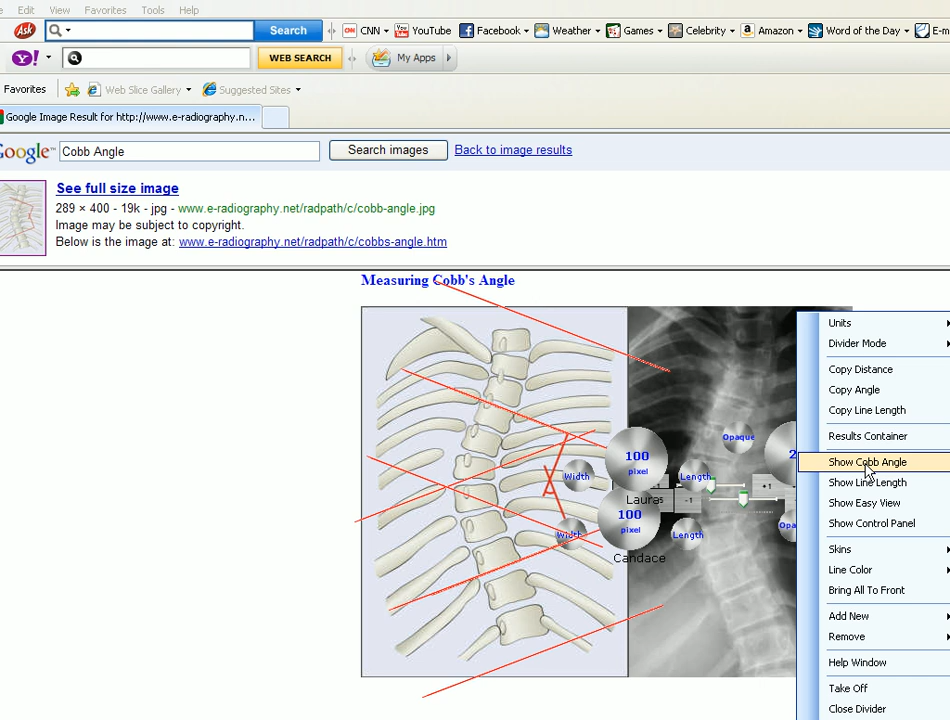 Edit View Favorites Tools Help
Ask Search CNN YouTube Facebook Weather Games Celebrity Amazon Word of the Day E-m
Y! WEB SEARCH My Apps
Favorites Web Slice Gallery Suggested Sites
Google Image Result for http://www.e-radiography.n...
Google Cobb Angle Search images Back to image results
See full size image
289 × 400 - 19k - jpg - www.e-radiography.net/radpath/c/cobb-angle.jpg
Image may be subject to copyright.
Below is the image at: www.e-radiography.net/radpath/c/cobbs-angle.htm
Measuring Cobb's Angle
Opaque
100
pixel
Width
Length
+1
-1
Lauras
100
pixel
Width
Length
Candace
Units
Divider Mode
Copy Distance
Copy Angle
Copy Line Length
Results Container
Show Cobb Angle
Show Line Length
Show Easy View
Show Control Panel
Skins
Line Color
Bring All To Front
Add New
Remove
Help Window
Take Off
Close Divider